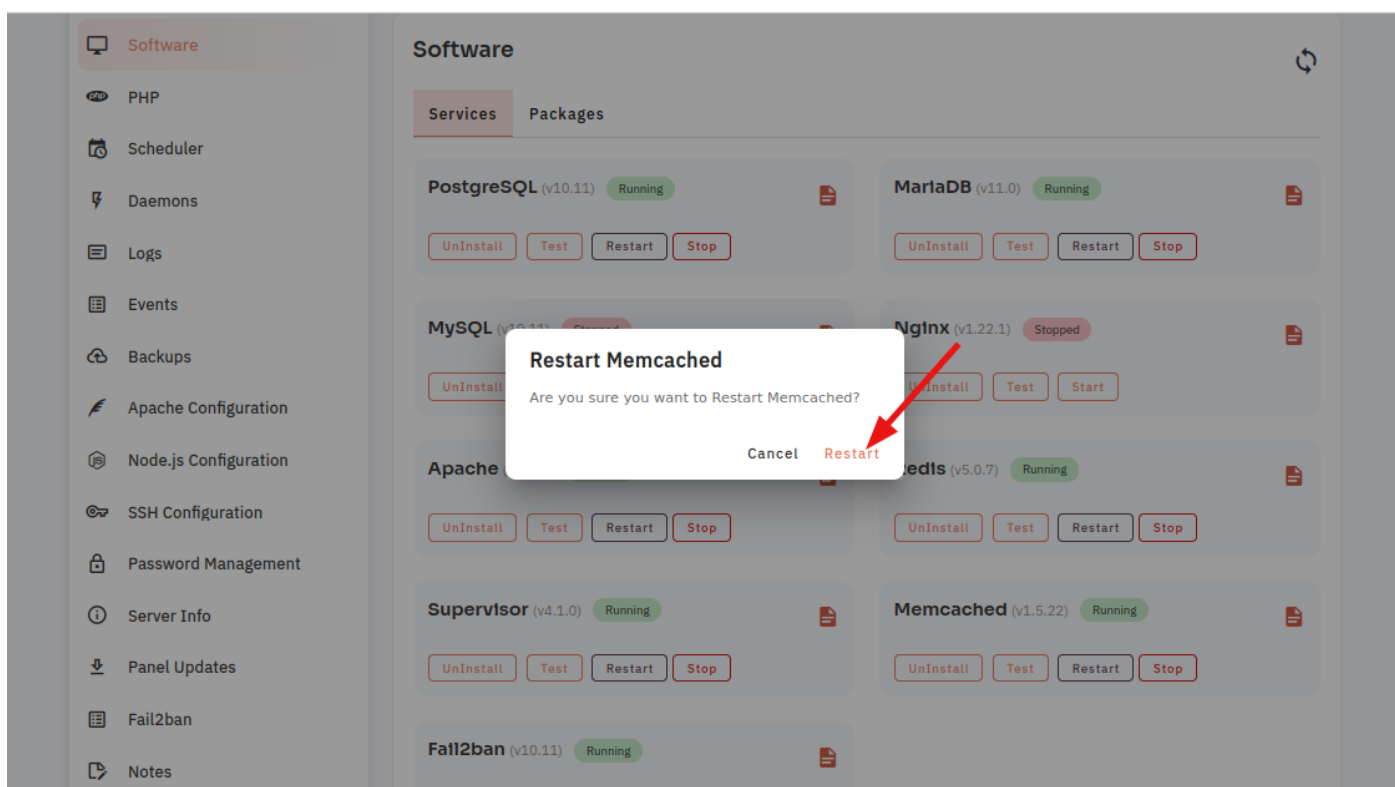 Software
PHP
Scheduler
Daemons
Logs
Events
Backups
Apache Configuration
Node.js Configuration
SSH Configuration
Password Management
Server Info
Panel Updates
Fail2ban
Notes
Software
Services Packages
PostgreSQL (v10.11) Running
UnInstall Test Restart Stop
MariaDB (v11.0) Running
UnInstall Test Restart Stop
MySQL (v10.11) Stopped
UnInstall
Nginx (v1.22.1) Stopped
UnInstall Test Start
Restart Memcached
Are you sure you want to Restart Memcached?
Cancel Restart
Apache
UnInstall Test Restart Stop
Redis (v5.0.7) Running
UnInstall Test Restart Stop
Supervisor (v4.1.0) Running
UnInstall Test Restart Stop
Memcached (v1.5.22) Running
UnInstall Test Restart Stop
Fail2ban (v10.11) Running